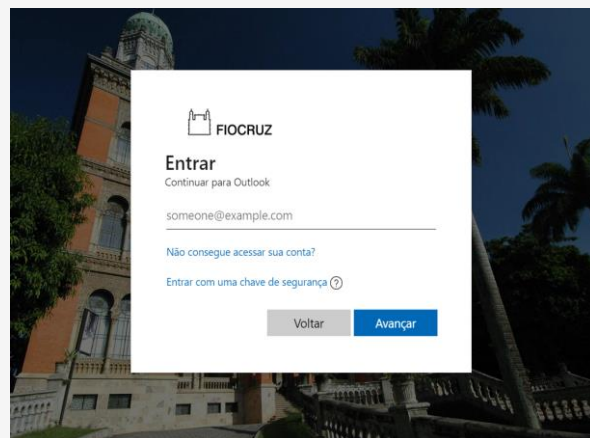 FIOCRUZ
Entrar
Continuar para Outlook
someone@example.com
Não consegue acessar sua conta?
Entrar com uma chave de segurança ?
Voltar Avançar